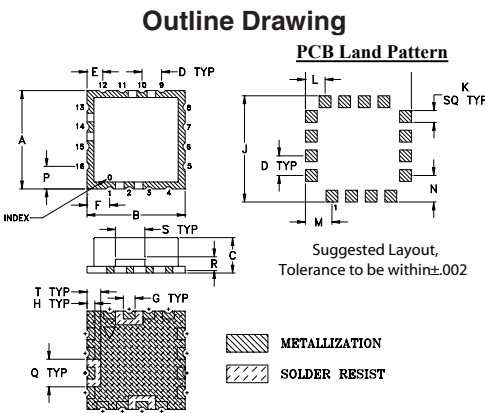 Outline Drawing
PCB Land Pattern
E
D TYP
12 11 10 9
13
14
15
16
8
7
6
5
A
P
0
1 2 3 4
INDEX
F
B
L
K
SQ TYP
J
D TYP
N
1
M
S TYP
R
C
Suggested Layout,
Tolerance to be within±.002
T TYP
H TYP
G TYP
Q TYP
METALLIZATION
SOLDER RESIST